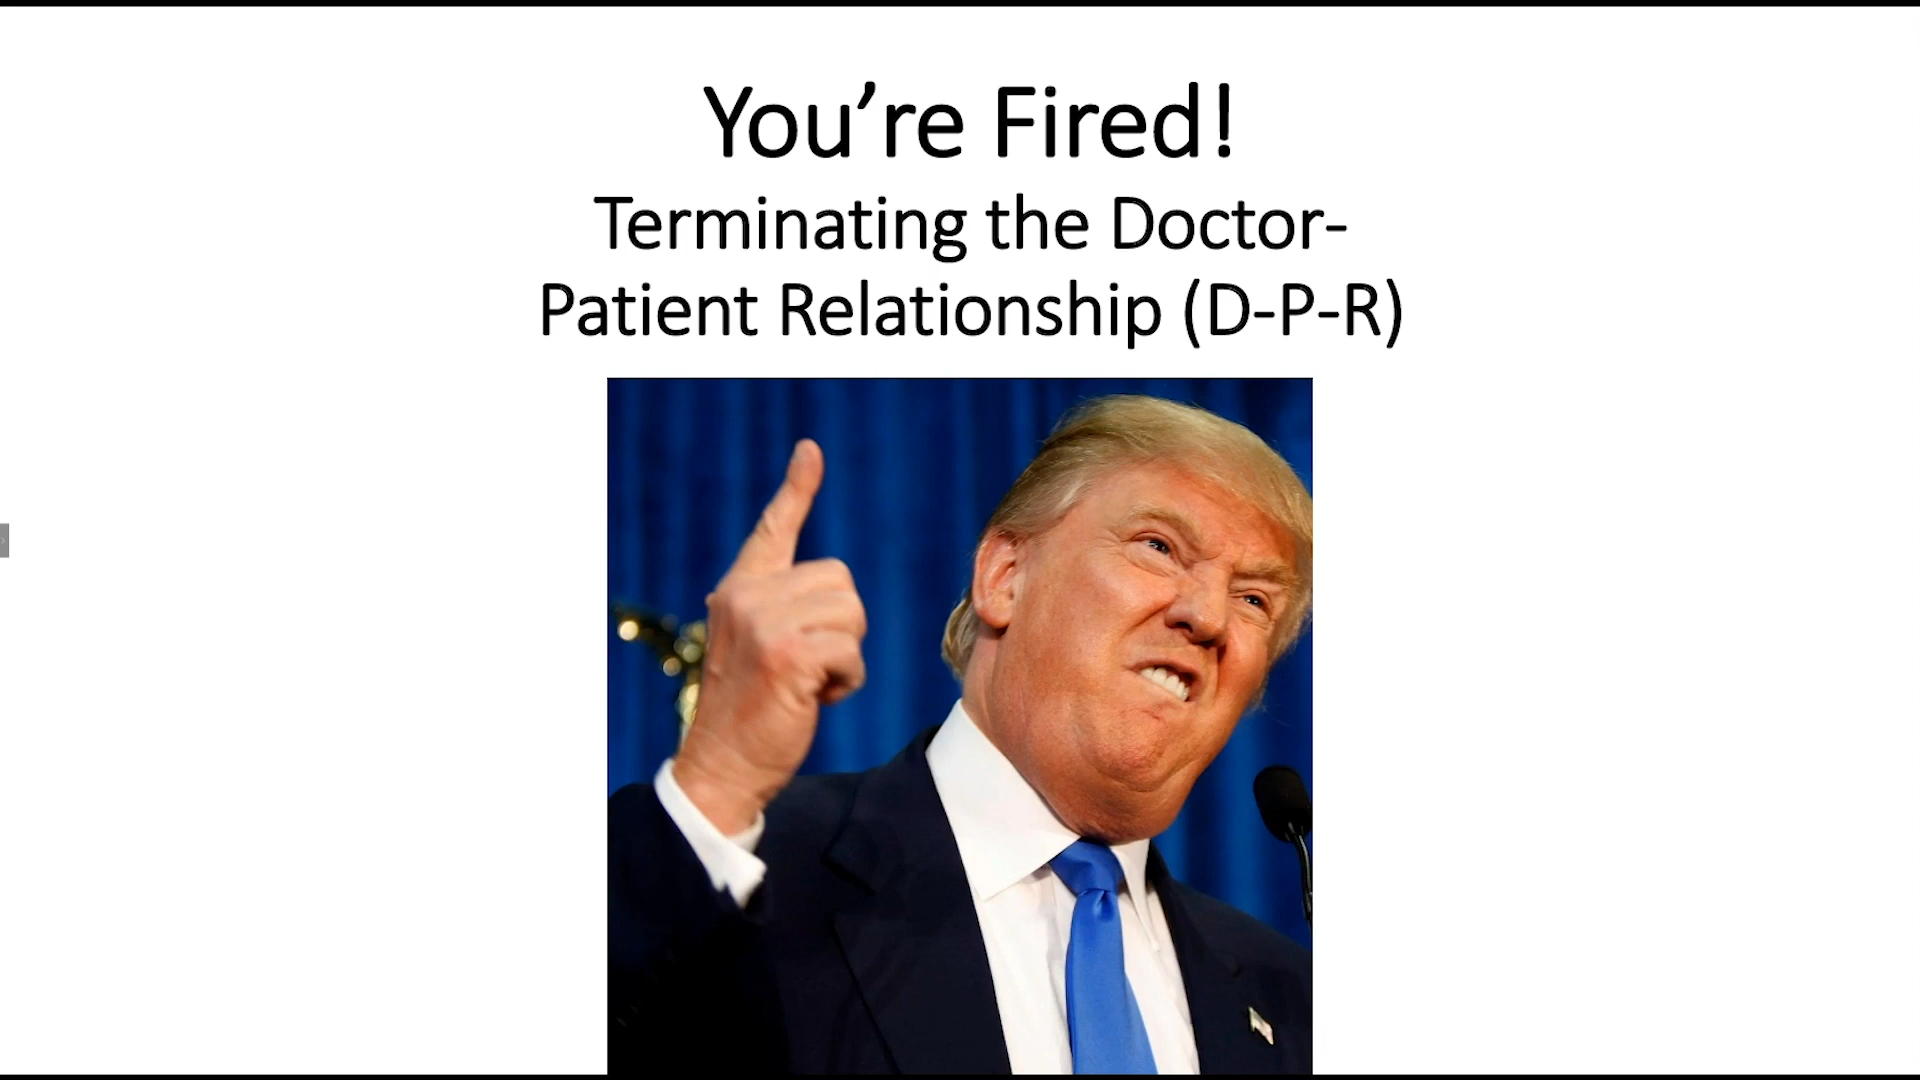 You’re Fired!
Terminating the Doctor-
Patient Relationship (D-P-R)